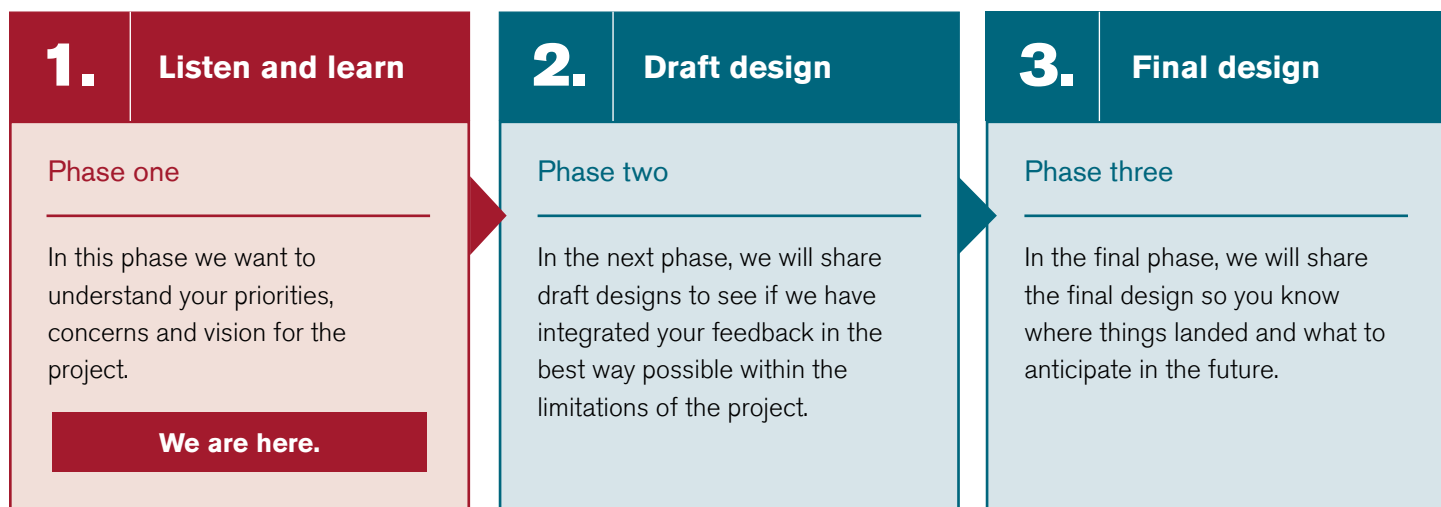 1.
Listen and learn
Phase one
In this phase we want to
understand your priorities,
concerns and vision for the
project.
We are here.
2.
Draft design
Phase two
In the next phase, we will share
draft designs to see if we have
integrated your feedback in the
best way possible within the
limitations of the project.
3.
Final design
Phase three
In the final phase, we will share
the final design so you know
where things landed and what to
anticipate in the future.